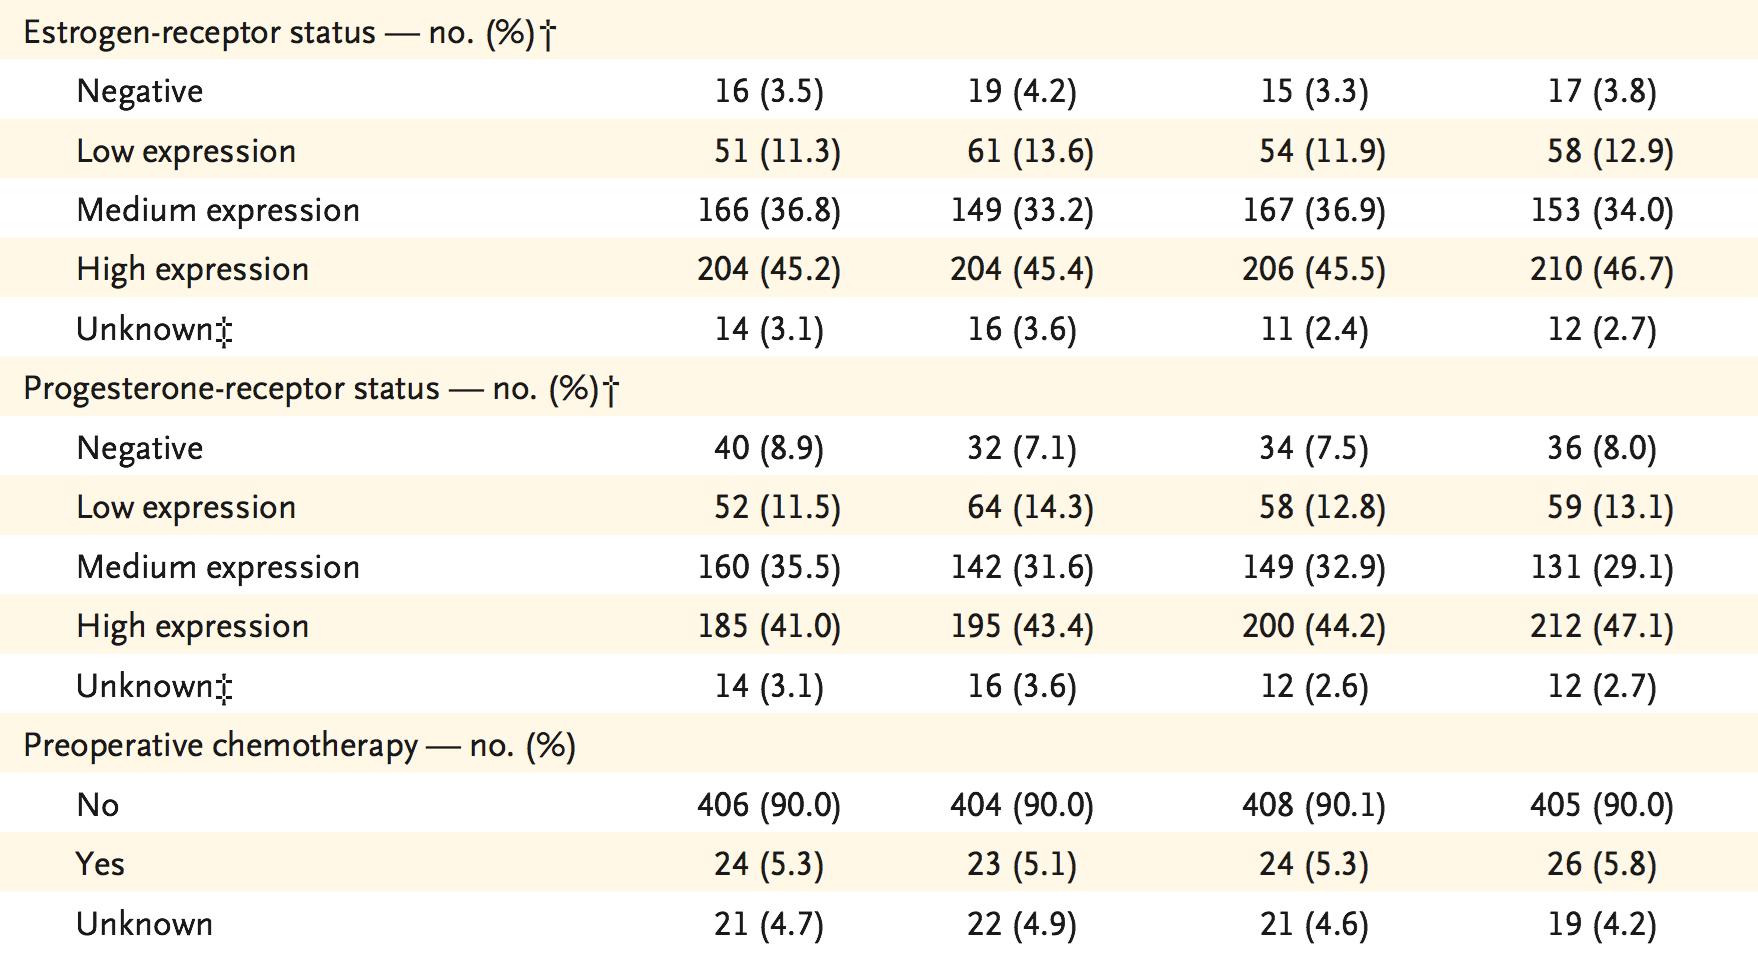 Estrogen-receptor status — no. (%)†
Negative 16 (3.5) 19 (4.2) 15 (3.3) 17 (3.8)
Low expression 51 (11.3) 61 (13.6) 54 (11.9) 58 (12.9)
Medium expression 166 (36.8) 149 (33.2) 167 (36.9) 153 (34.0)
High expression 204 (45.2) 204 (45.4) 206 (45.5) 210 (46.7)
Unknown‡ 14 (3.1) 16 (3.6) 11 (2.4) 12 (2.7)
Progesterone-receptor status — no. (%)†
Negative 40 (8.9) 32 (7.1) 34 (7.5) 36 (8.0)
Low expression 52 (11.5) 64 (14.3) 58 (12.8) 59 (13.1)
Medium expression 160 (35.5) 142 (31.6) 149 (32.9) 131 (29.1)
High expression 185 (41.0) 195 (43.4) 200 (44.2) 212 (47.1)
Unknown‡ 14 (3.1) 16 (3.6) 12 (2.6) 12 (2.7)
Preoperative chemotherapy — no. (%)
No 406 (90.0) 404 (90.0) 408 (90.1) 405 (90.0)
Yes 24 (5.3) 23 (5.1) 24 (5.3) 26 (5.8)
Unknown 21 (4.7) 22 (4.9) 21 (4.6) 19 (4.2)